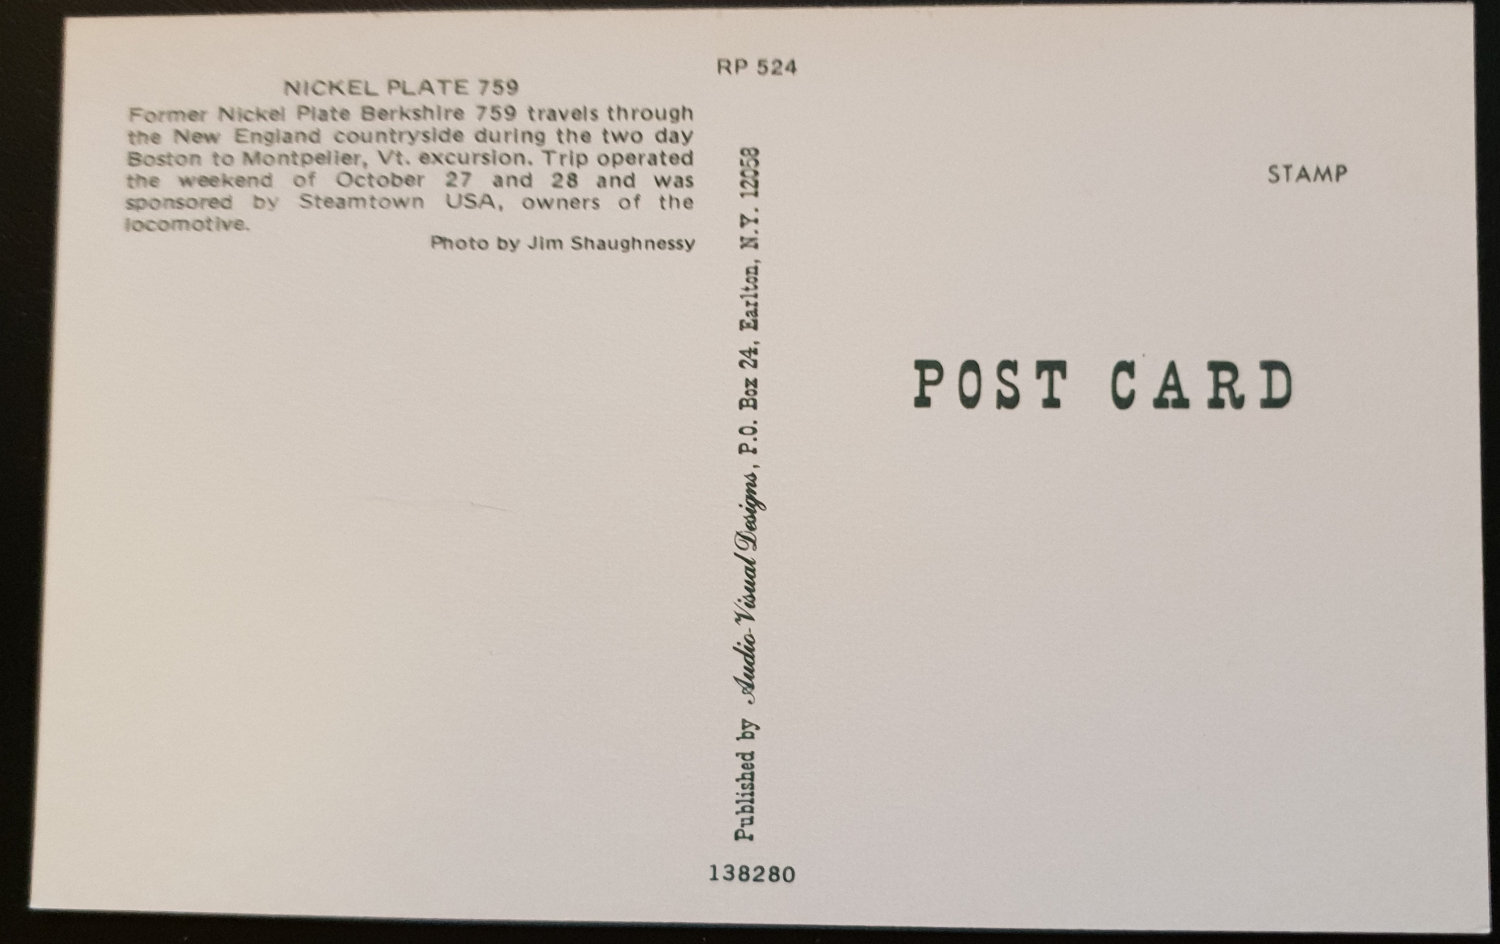 RP 524
NICKEL PLATE 759
Former Nickel Plate Berkshire 759 travels through
the New England countryside during the two day
Boston to Montpelier, Vt. excursion. Trip operated
the weekend of October 27 and 28 and was
sponsored by Steamtown USA, owners of the
locomotive.
Photo by Jim Shaughnessy
Published by Audio-Visual Designs, P.O. Box 24, Earlton, N.Y. 12058
138280
STAMP
POST CARD